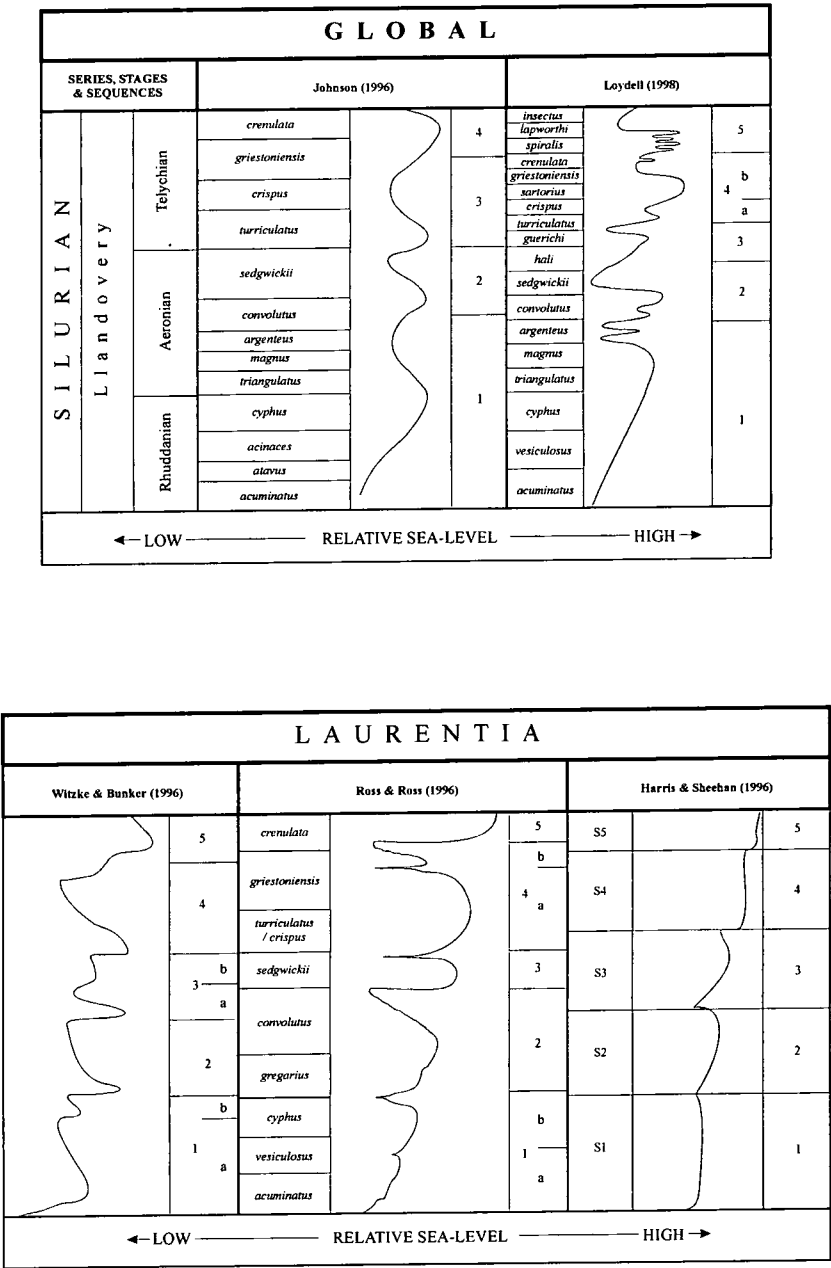 GLOBAL
SERIES, STAGES
& SEQUENCES
Johnson (1996)
Loydell (1998)
SILURIAN
Llandovery
Telychian
Aeronian
Rhuddanian
crenulata
griestoniensis
crispus
turriculatus
sedgwickii
convolutus
argenteus
magnus
triangulatus
cyphus
acinaces
atavus
acuminatus
4
3
2
1
insectus
lapworthi
spiralis
crenulata
griestoniensis
sartorius
crispus
turriculatus
guerichi
hali
sedgwickii
convolutus
argenteus
magnus
triangulatus
cyphus
vesiculosus
acuminatus
5
b
4
a
3
2
1
←LOW RELATIVE SEA-LEVEL HIGH→
LAURENTIA
Witzke & Bunker (1996)
Ross & Ross (1996)
Harris & Sheehan (1996)
5
4
b
3
a
2
b
1
a
crenulata
griestoniensis
turriculatus
/ crispus
sedgwickii
convolutus
gregarius
cyphus
vesiculosus
acuminatus
5
b
4
a
3
2
b
1
a
S5
S4
S3
S2
S1
5
4
3
2
1
←LOW RELATIVE SEA-LEVEL HIGH→